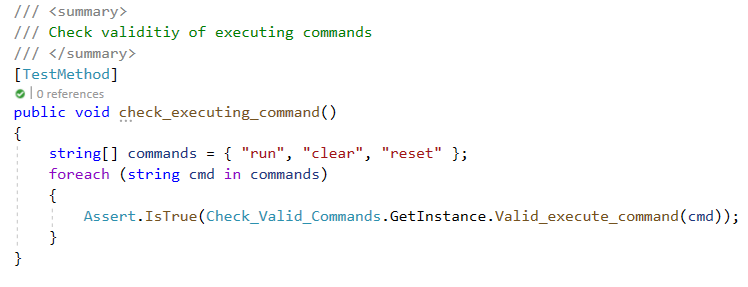 /// <summary>
/// Check validitiy of executing commands
/// </summary>
[TestMethod]
0 references
public void check_executing_command()
{
string[] commands = { "run", "clear", "reset" };
foreach (string cmd in commands)
{
Assert.IsTrue(Check_Valid_Commands.GetInstance.Valid_execute_command(cmd));
}
}